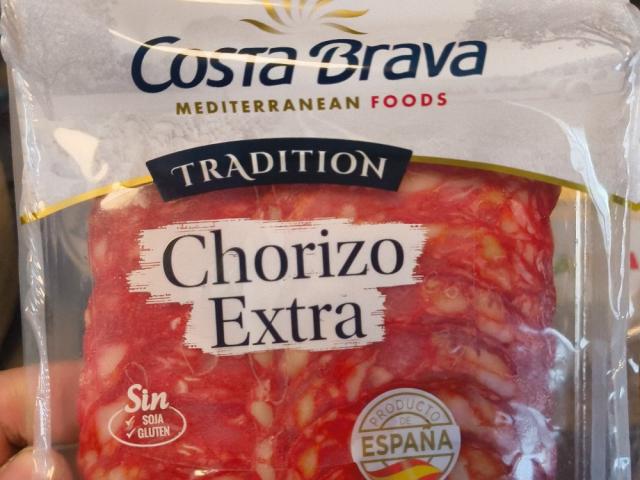 Costa Brava
MEDITERRANEAN FOODS
TRADITION
Chorizo
Extra
Sin
SOJA
GLUTEN
PRODUCTO
DE
ESPAÑA